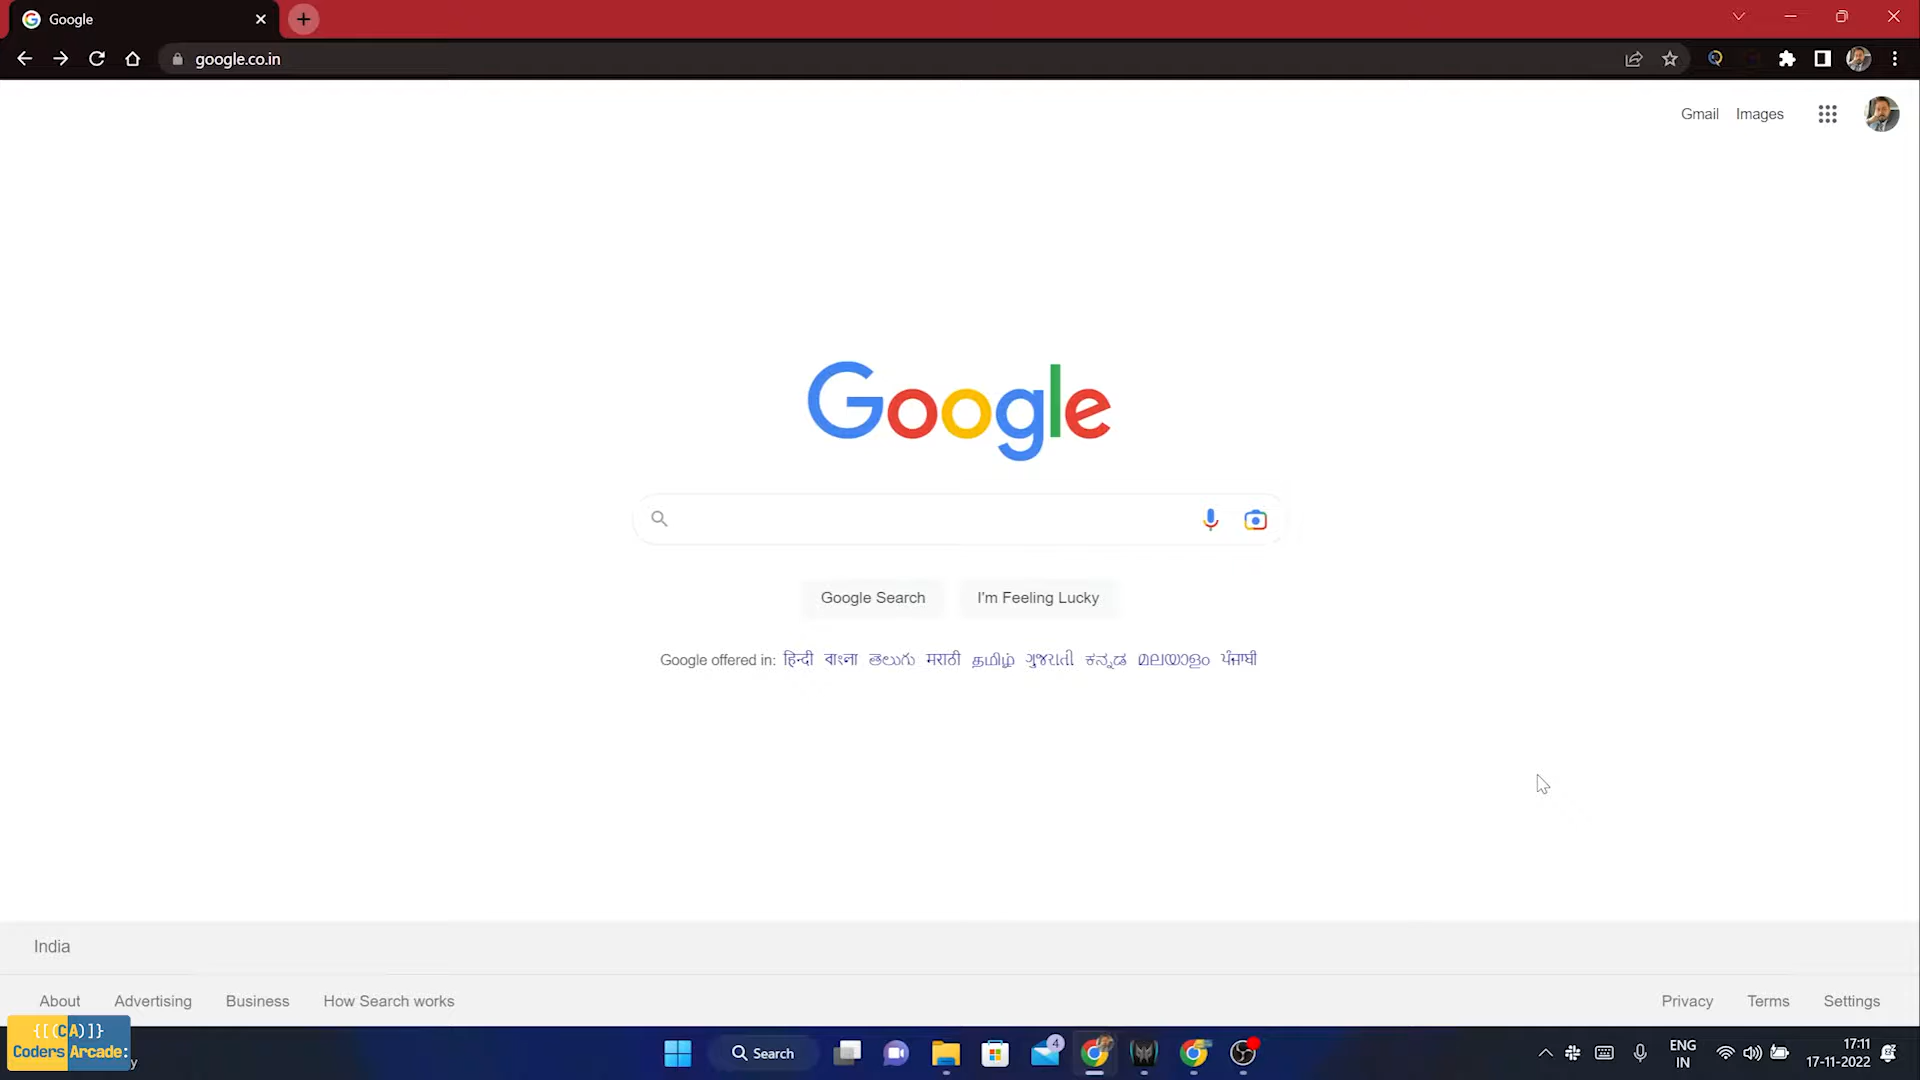 Google
google.co.in
Gmail Images
Google
Google Search I'm Feeling Lucky
Google offered in: हिन्दी বাংলা తెలుగు मराठी தமிழ் ગુજરાતી ಕನ್ನಡ മലയാളം ਪੰਜਾਬੀ
India
About Advertising Business How Search works
Privacy Terms Settings
{[(CA)]}
Coders Arcade:
Search
4
ENG
IN
17:11
17-11-2022